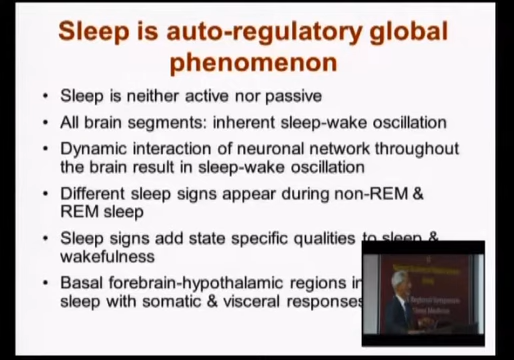 Sleep is auto-regulatory global
phenomenon
• Sleep is neither active nor passive
• All brain segments: inherent sleep-wake oscillation
• Dynamic interaction of neuronal network throughout
the brain result in sleep-wake oscillation
• Different sleep signs appear during non-REM &
REM sleep
• Sleep signs add state specific qualities to sleep &
wakefulness
• Basal forebrain-hypothalamic regions in
sleep with somatic & visceral responses